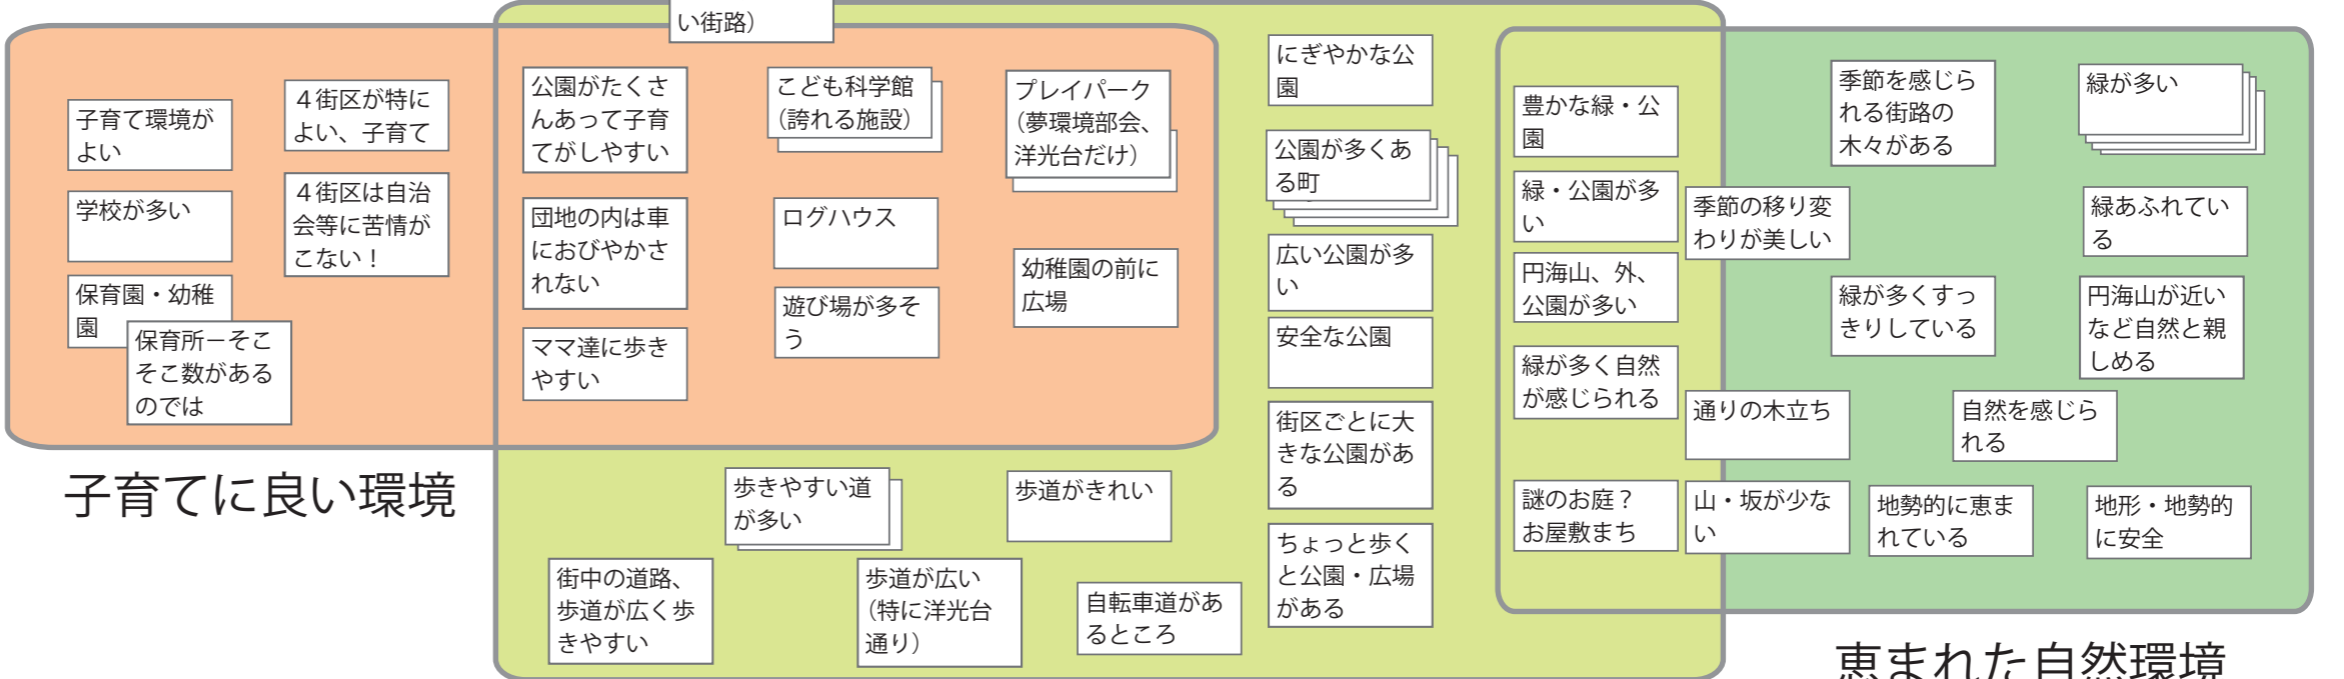 い街路）
子育て環境が
よい
４街区が特に
よい、子育て
学校が多い
４街区は自治
会等に苦情が
こない！
保育園・幼稚
園
保育所－そこ
そこ数がある
のでは
公園がたくさ
んあって子育
てがしやすい
こども科学館
（誇れる施設）
プレイパーク
（夢環境部会、
洋光台だけ）
団地の内は車
におびやかさ
れない
ログハウス
幼稚園の前に
広場
遊び場が多そ
う
ママ達に歩き
やすい
子育てに良い環境
歩きやすい道
が多い
歩道がきれい
街中の道路、
歩道が広く歩
きやすい
歩道が広い
（特に洋光台
通り）
自転車道があ
るところ
にぎやかな公
園
公園が多くあ
る町
広い公園が多
い
安全な公園
街区ごとに大
きな公園があ
る
ちょっと歩く
と公園・広場
がある
豊かな緑・公
園
緑・公園が多
い
円海山、外、
公園が多い
緑が多く自然
が感じられる
謎のお庭？
お屋敷まち
季節の移り変
わりが美しい
通りの木立ち
山・坂が少な
い
季節を感じら
れる街路の
木々がある
緑が多い
緑あふれてい
る
緑が多くすっ
きりしている
円海山が近い
など自然と親
しめる
自然を感じら
れる
地勢的に恵ま
れている
地形・地勢的
に安全
恵まれた自然環境